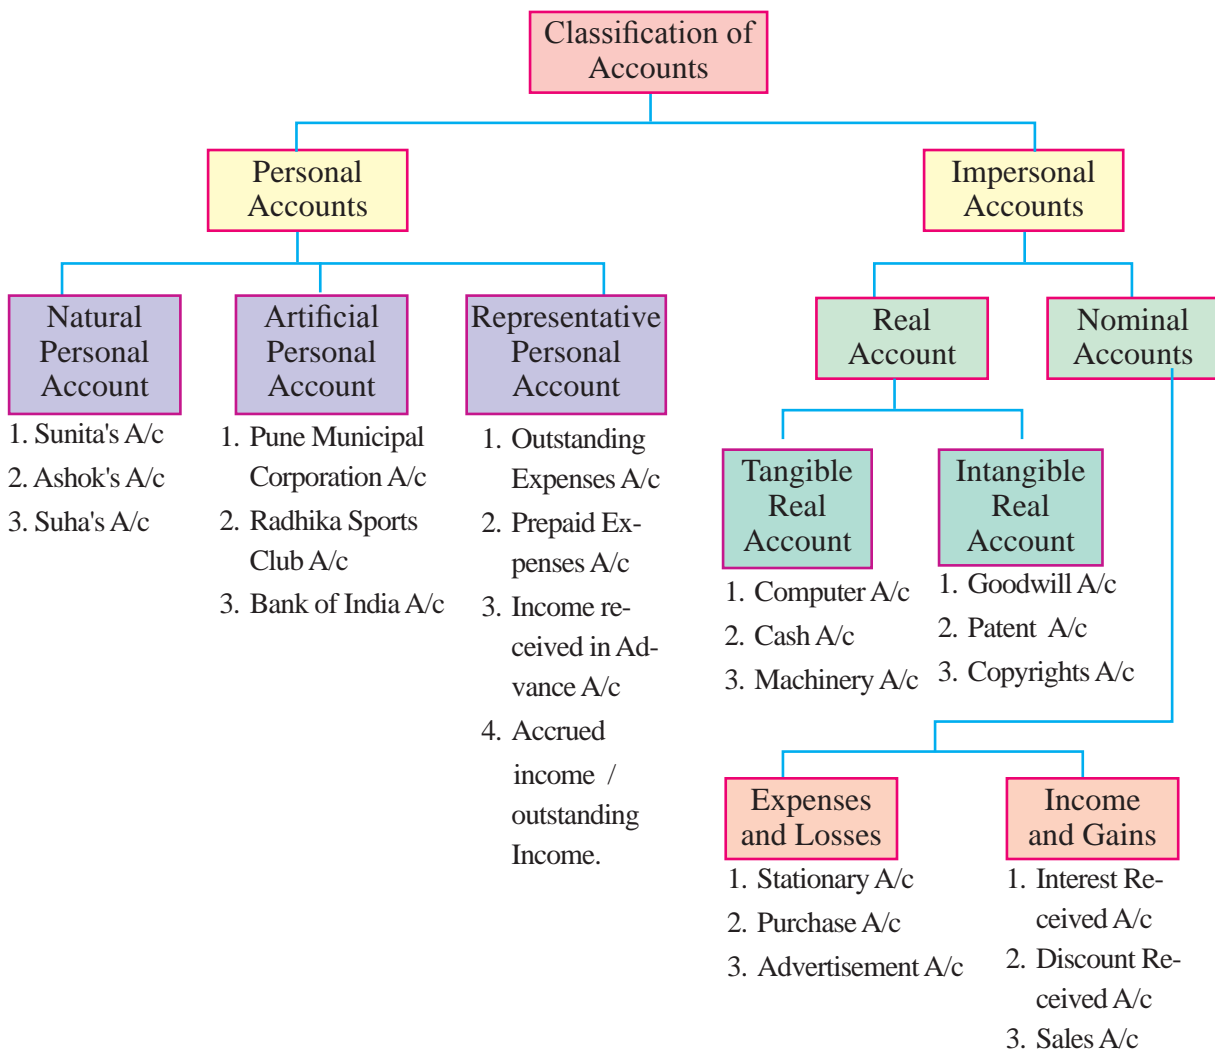 Classification of
Accounts
Personal
Accounts
Impersonal
Accounts
Natural
Personal
Account
1. Sunita's A/c
2. Ashok's A/c
3. Suha's A/c
Artificial
Personal
Account
1. Pune Municipal
Corporation A/c
2. Radhika Sports
Club A/c
3. Bank of India A/c
Representative
Personal
Account
1. Outstanding
Expenses A/c
2. Prepaid Ex-
penses A/c
3. Income re-
ceived in Ad-
vance A/c
4. Accrued
income /
outstanding
Income.
Real
Account
Nominal
Accounts
Tangible
Real
Account
1. Computer A/c
2. Cash A/c
3. Machinery A/c
Intangible
Real
Account
1. Goodwill A/c
2. Patent A/c
3. Copyrights A/c
Expenses
and Losses
1. Stationary A/c
2. Purchase A/c
3. Advertisement A/c
Income
and Gains
1. Interest Re-
ceived A/c
2. Discount Re-
ceived A/c
3. Sales A/c